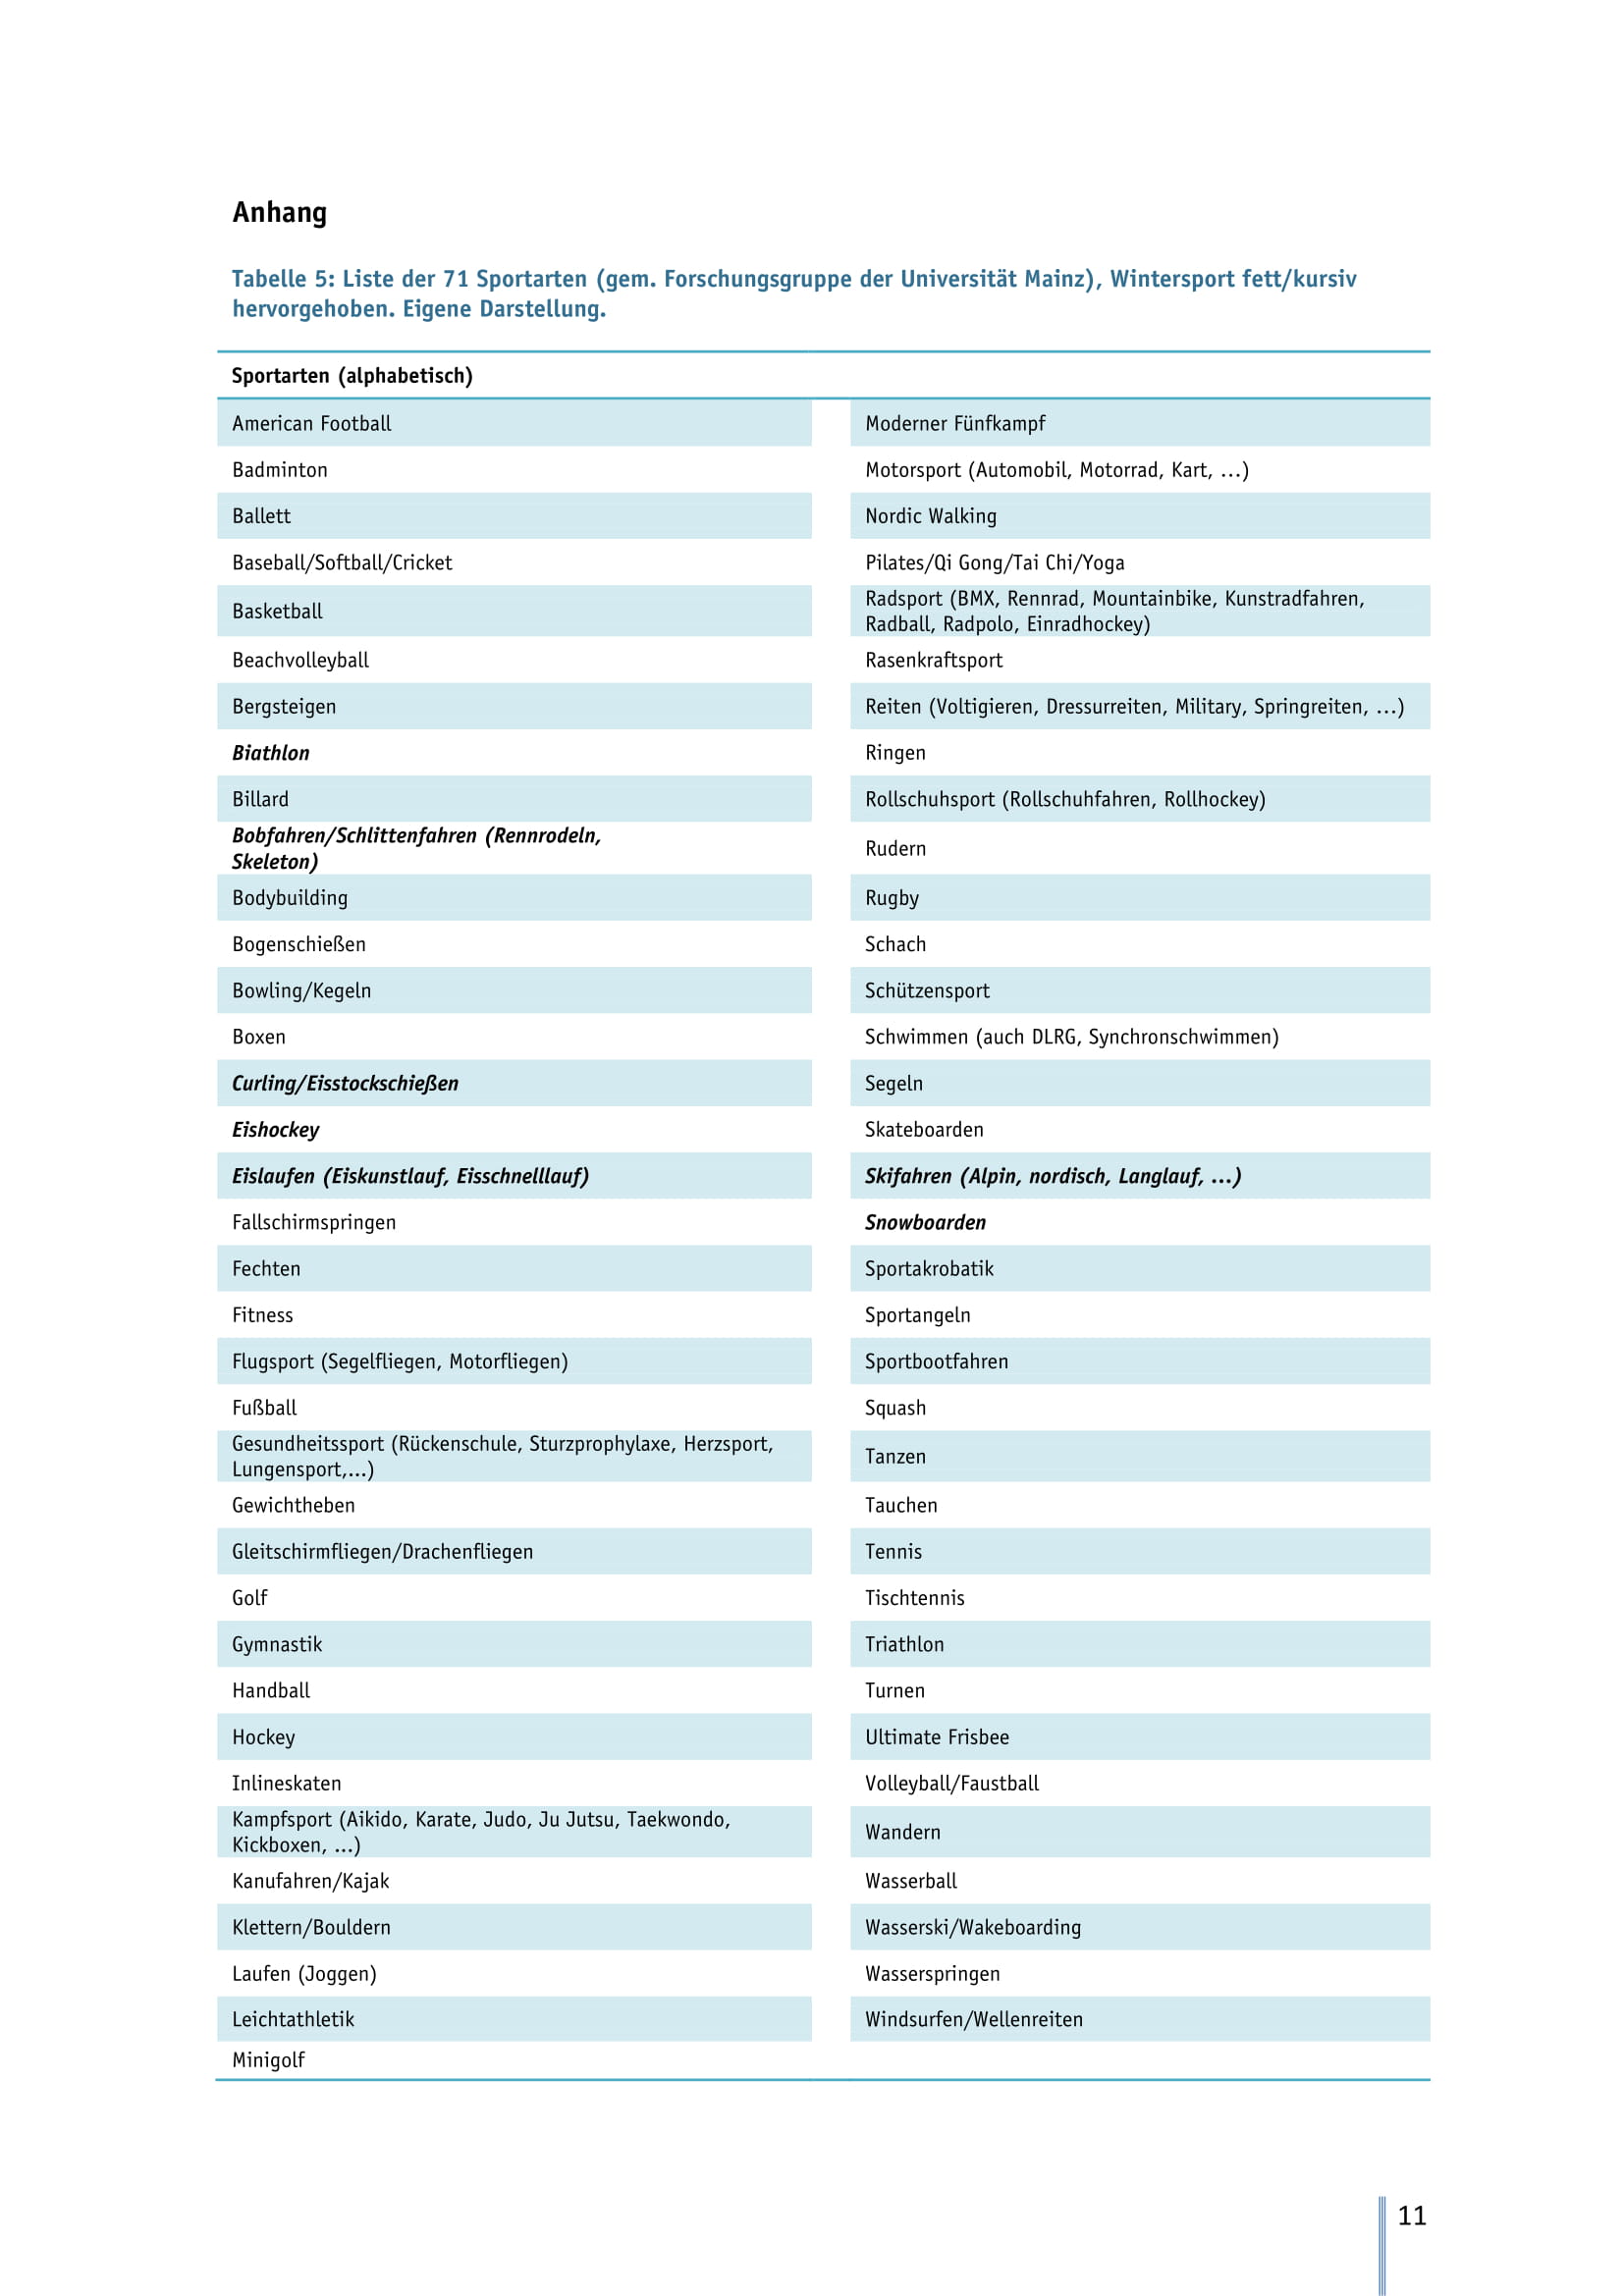 Anhang
Tabelle 5: Liste der 71 Sportarten (gem. Forschungsgruppe der Universität Mainz), Wintersport fett/kursiv
hervorgehoben. Eigene Darstellung.
Sportarten (alphabetisch)
American Football
Moderner Fünfkampf
Badminton
Motorsport (Automobil, Motorrad, Kart, …)
Ballett
Nordic Walking
Baseball/Softball/Cricket
Pilates/Qi Gong/Tai Chi/Yoga
Basketball
Radsport (BMX, Rennrad, Mountainbike, Kunstradfahren,
Radball, Radpolo, Einradhockey)
Beachvolleyball
Rasenkraftsport
Bergsteigen
Reiten (Voltigieren, Dressurreiten, Military, Springreiten, …)
Biathlon
Ringen
Billard
Rollschuhsport (Rollschuhfahren, Rollhockey)
Bobfahren/Schlittenfahren (Rennrodeln,
Skeleton)
Rudern
Bodybuilding
Rugby
Bogenschießen
Schach
Bowling/Kegeln
Schützensport
Boxen
Schwimmen (auch DLRG, Synchronschwimmen)
Curling/Eisstockschießen
Segeln
Eishockey
Skateboarden
Eislaufen (Eiskunstlauf, Eisschnelllauf)
Skifahren (Alpin, nordisch, Langlauf, …)
Fallschirmspringen
Snowboarden
Fechten
Sportakrobatik
Fitness
Sportangeln
Flugsport (Segelfliegen, Motorfliegen)
Sportbootfahren
Fußball
Squash
Gesundheitssport (Rückenschule, Sturzprophylaxe, Herzsport,
Lungensport,…)
Tanzen
Gewichtheben
Tauchen
Gleitschirmfliegen/Drachenfliegen
Tennis
Golf
Tischtennis
Gymnastik
Triathlon
Handball
Turnen
Hockey
Ultimate Frisbee
Inlineskaten
Volleyball/Faustball
Kampfsport (Aikido, Karate, Judo, Ju Jutsu, Taekwondo,
Kickboxen, …)
Wandern
Kanufahren/Kajak
Wasserball
Klettern/Bouldern
Wasserski/Wakeboarding
Laufen (Joggen)
Wasserspringen
Leichtathletik
Windsurfen/Wellenreiten
Minigolf
11